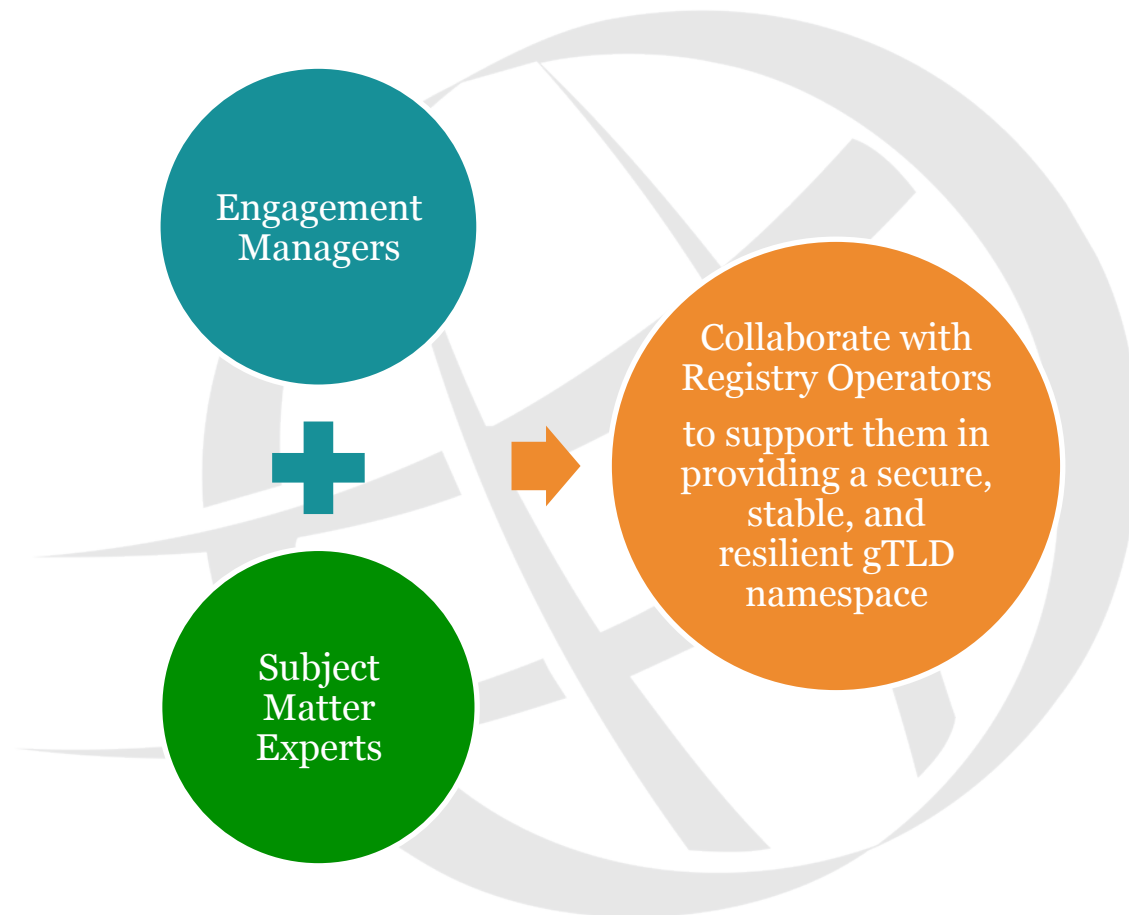 Engagement
Managers
Subject
Matter
Experts
Collaborate with
Registry Operators
to support them in
providing a secure,
stable, and
resilient gTLD
namespace